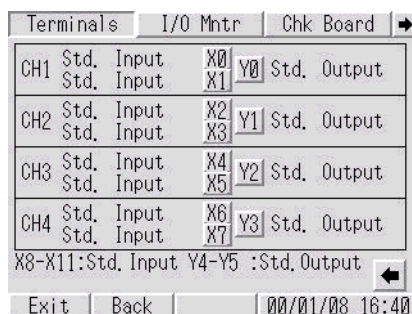 Terminals I/O Mntr Chk Board
CH1 Std. Input X0 Y0 Std. Output
Std. Input X1
CH2 Std. Input X2 Y1 Std. Output
Std. Input X3
CH3 Std. Input X4 Y2 Std. Output
Std. Input X5
CH4 Std. Input X6 Y3 Std. Output
Std. Input X7
X8-X11:Std. Input Y4-Y5 :Std. Output
Exit Back 00/01/08 16:40